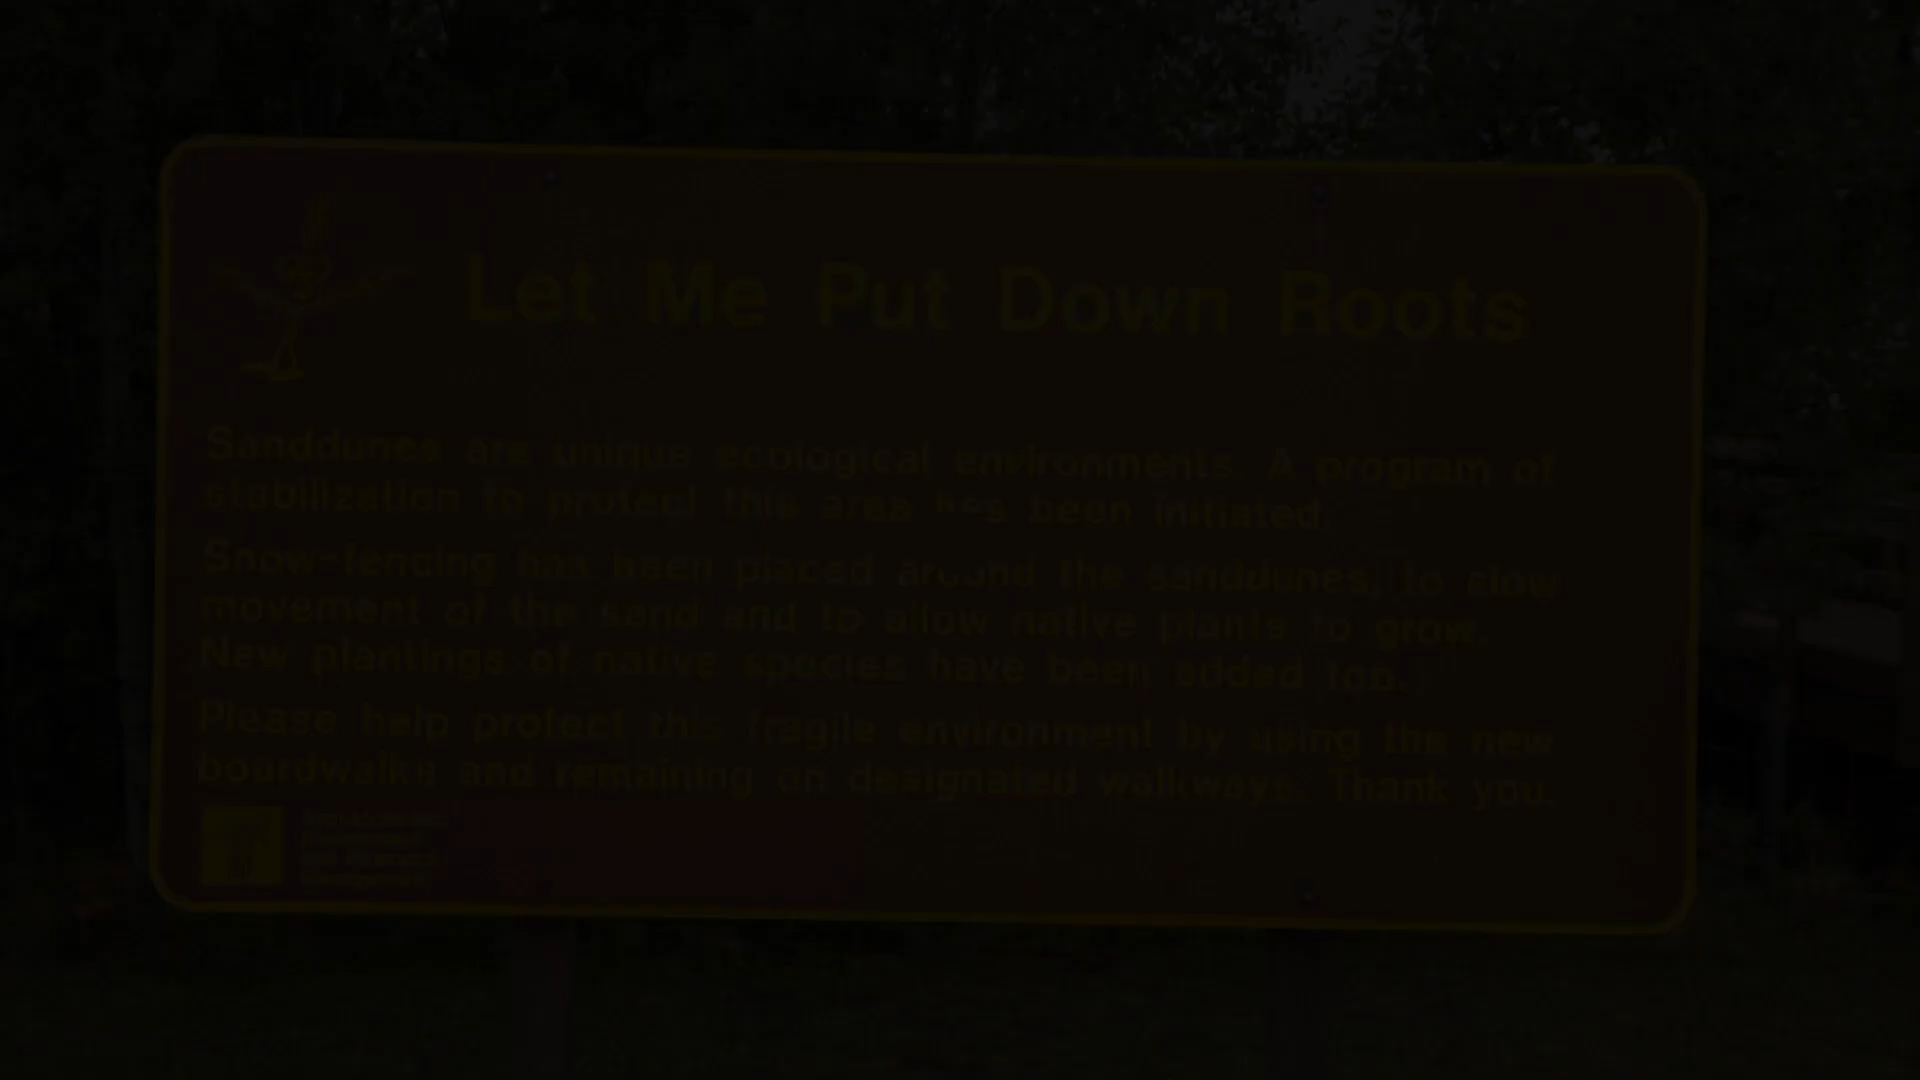 Let Me Put Down Roots
Sanddunes are unique ecological environments. A program of
stabilization to protect this area has been initiated.
Snow-fencing has been placed around the sanddunes, to slow
movement of the sand and to allow native plants to grow.
New plantings of native species have been added too.
Please help protect this fragile environment by using the new
boardwalks and remaining on designated walkways. Thank you.